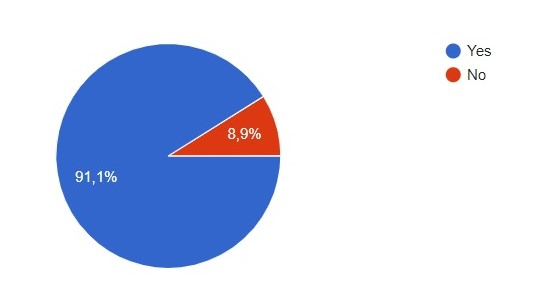 Yes
No
8,9%
91,1%